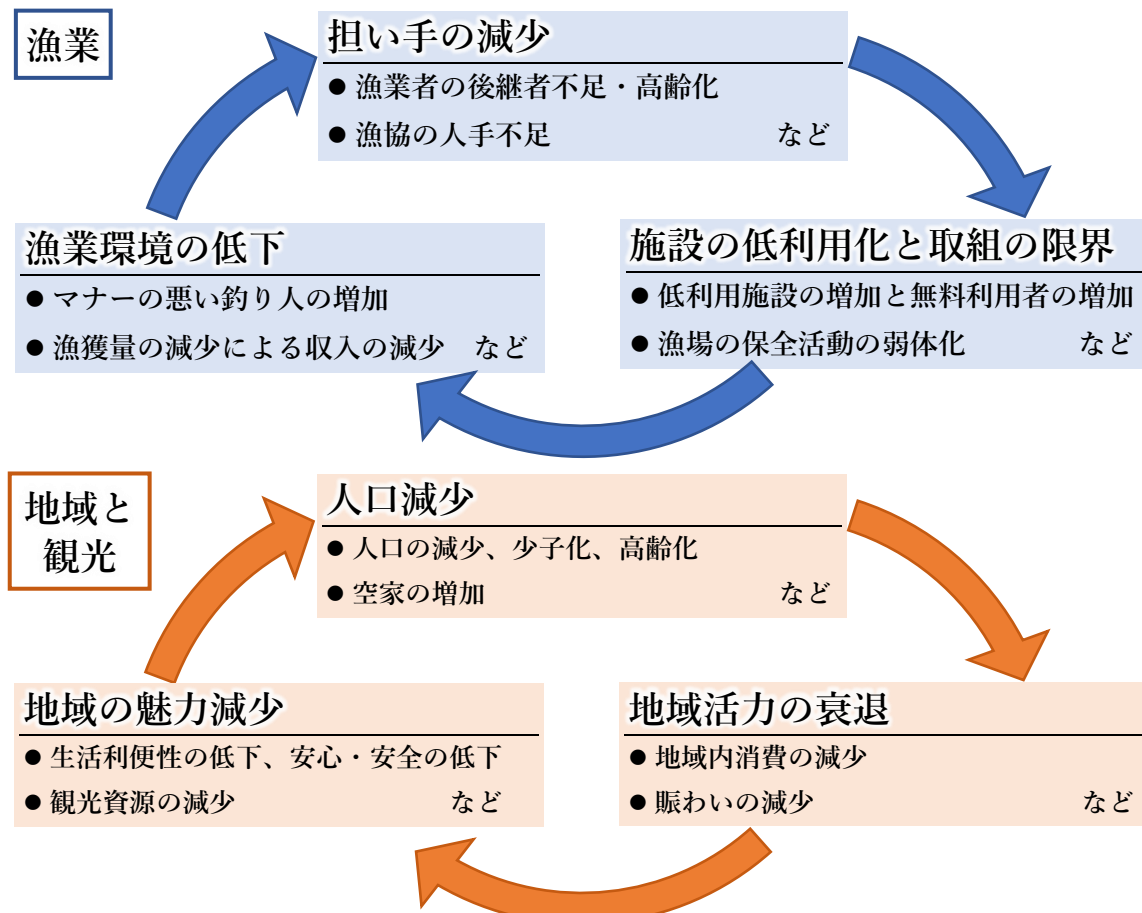 漁業
担い手の減少
● 漁業者の後継者不足・高齢化
● 漁協の人手不足 など
漁業環境の低下
● マナーの悪い釣り人の増加
● 漁獲量の減少による収入の減少 など
施設の低利用化と取組の限界
● 低利用施設の増加と無料利用者の増加
● 漁場の保全活動の弱体化 など
地域と
観光
人口減少
● 人口の減少、少子化、高齢化
● 空家の増加 など
地域の魅力減少
● 生活利便性の低下、安心・安全の低下
● 観光資源の減少 など
地域活力の衰退
● 地域内消費の減少
● 賑わいの減少 など